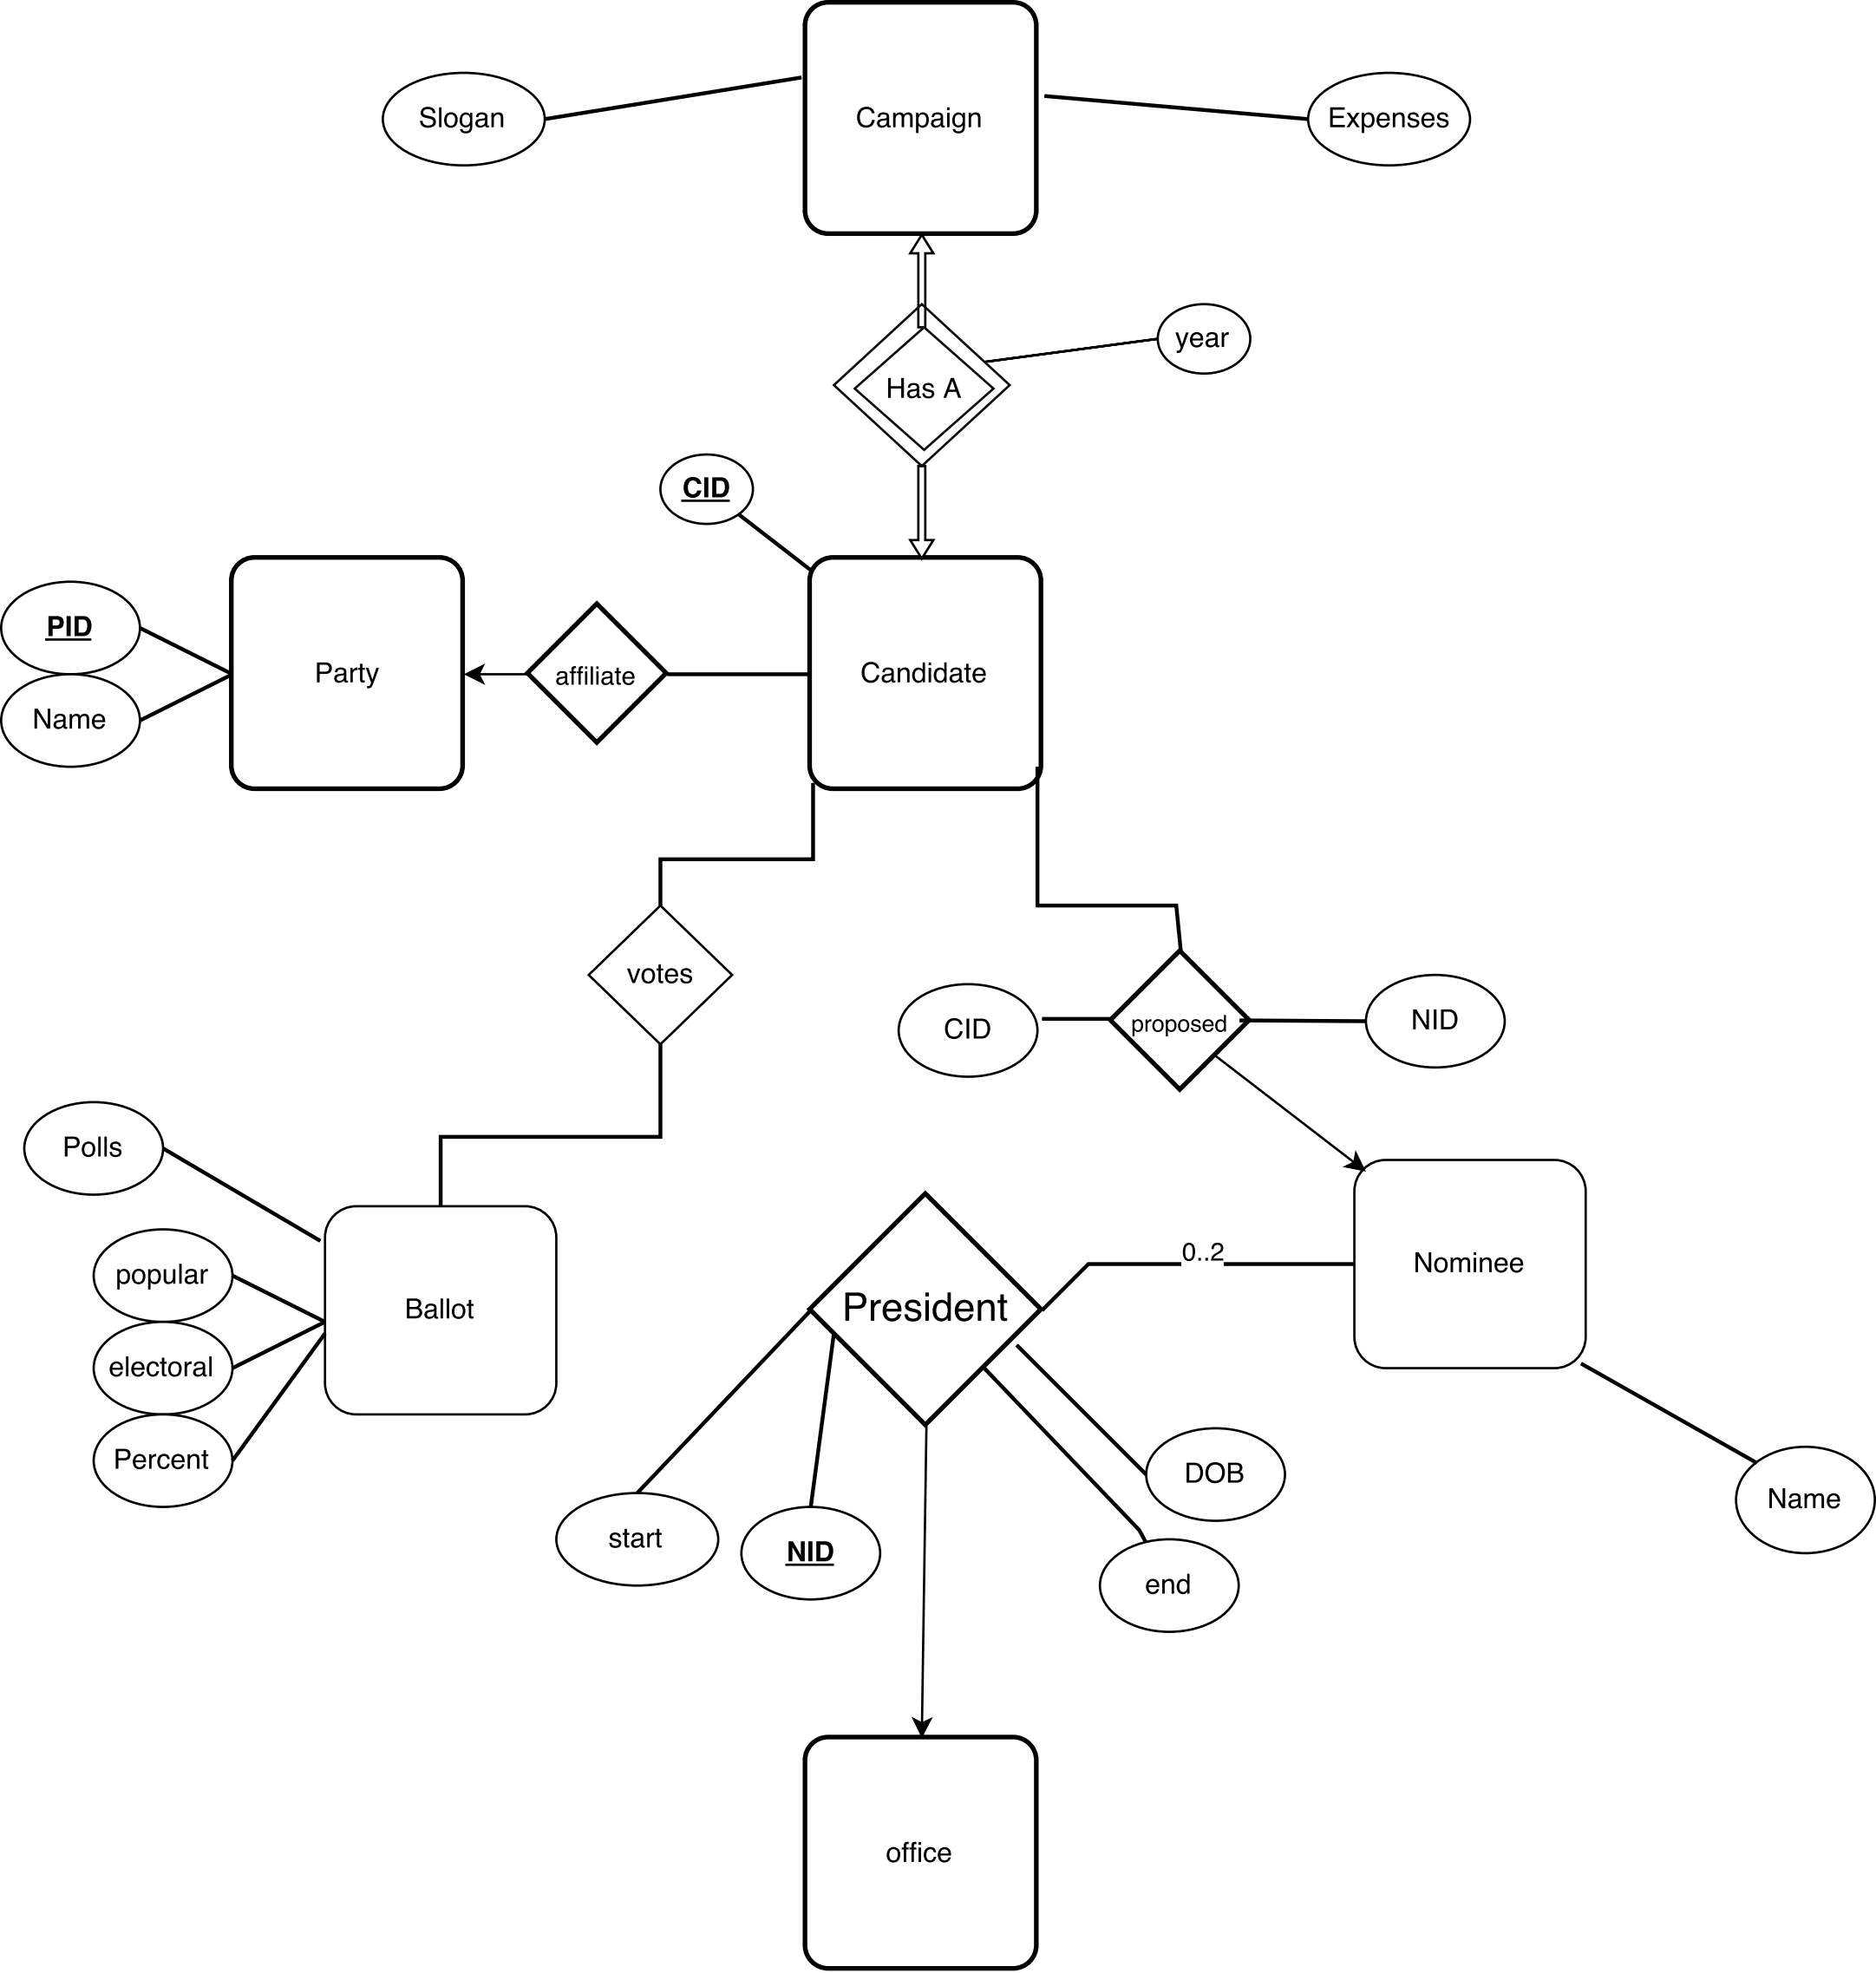 Campaign
Slogan
Expenses
year
Has A
CID
PID
Party
affiliate
Candidate
Name
votes
CID
proposed
NID
Polls
0..2
popular
Ballot
President
Nominee
electoral
Percent
DOB
Name
start
NID
end
office